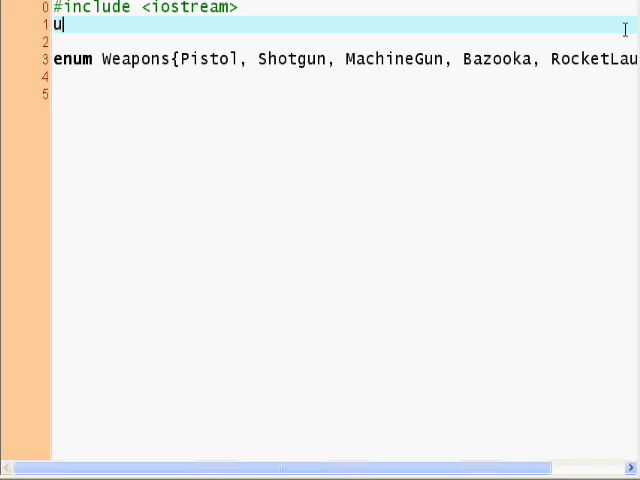 0 #include <iostream>
1 u
2
3 enum Weapons{Pistol, Shotgun, MachineGun, Bazooka, RocketLau
4
5